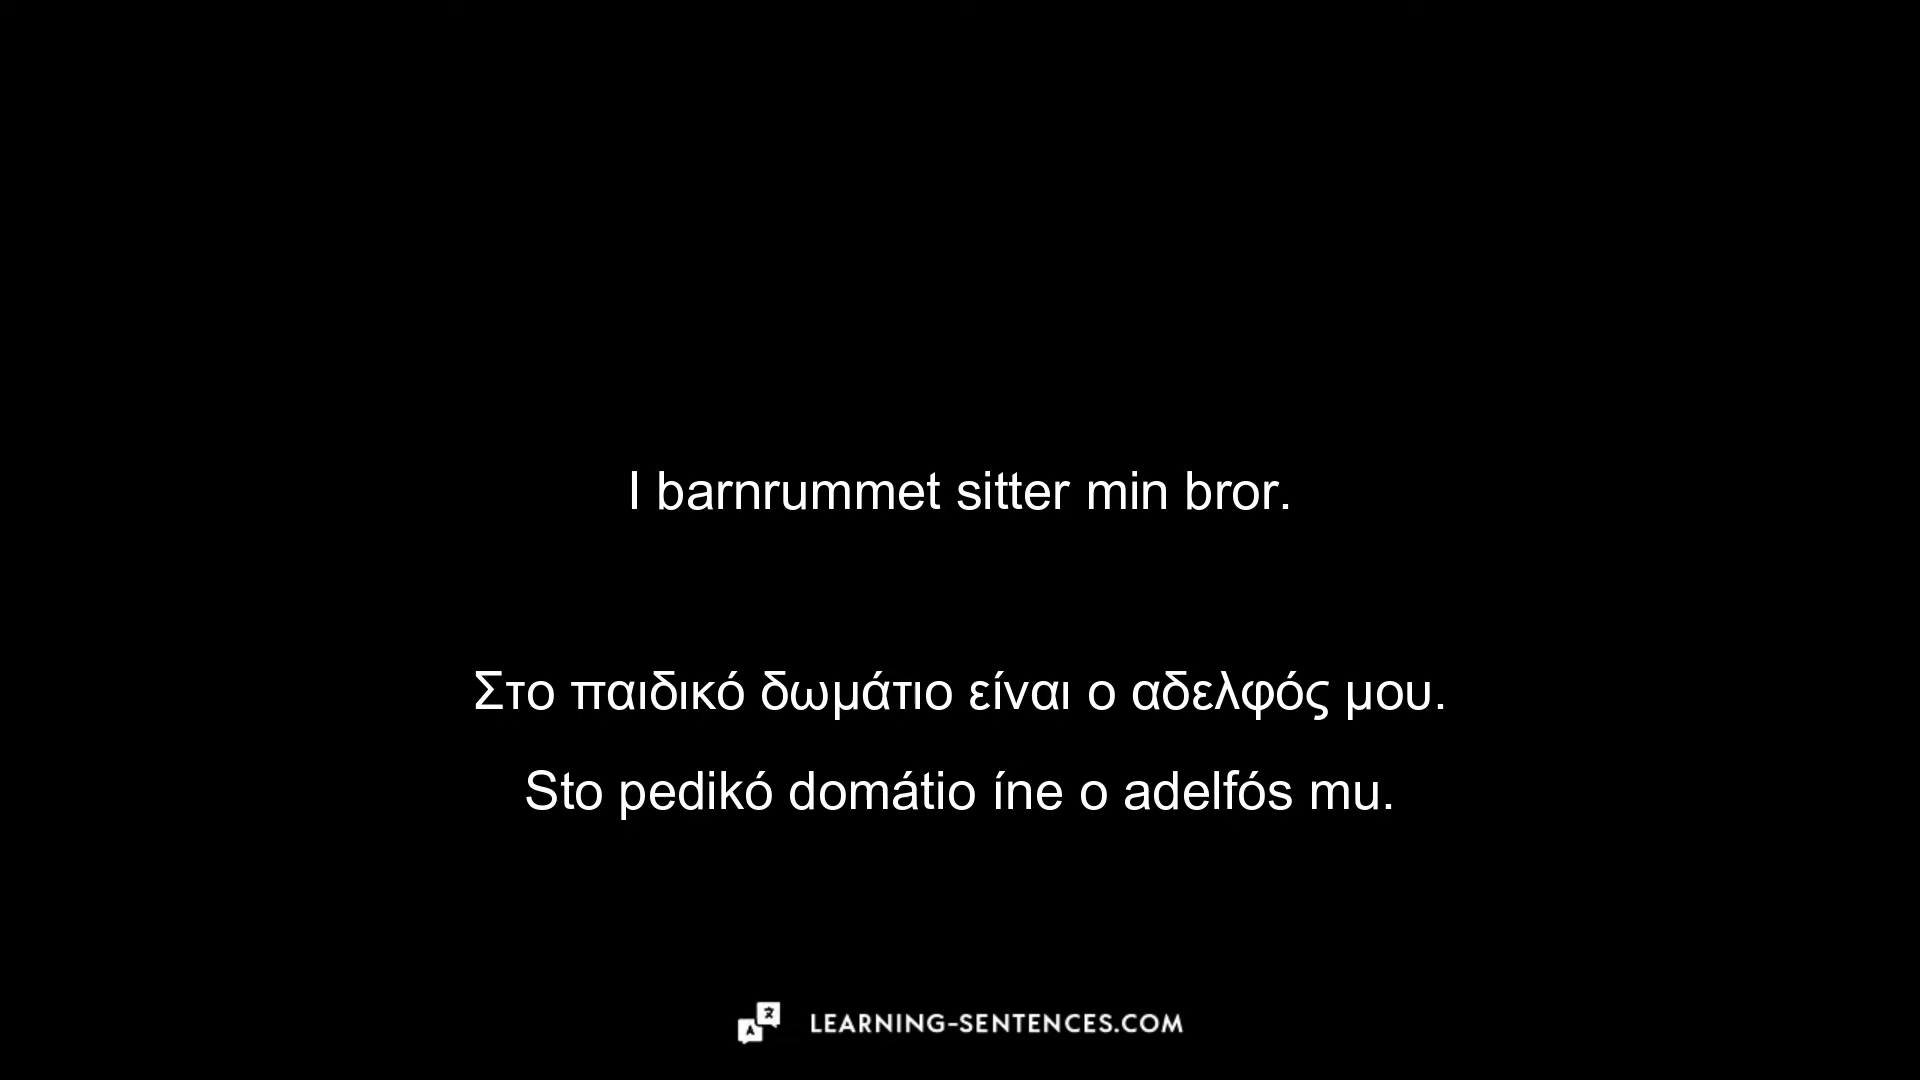 I barnrummet sitter min bror.
Στο παιδικό δωμάτιο είναι ο αδελφός μου.
Sto pedikó domátio íne o adelfós mu.
LEARNING-SENTENCES.COM